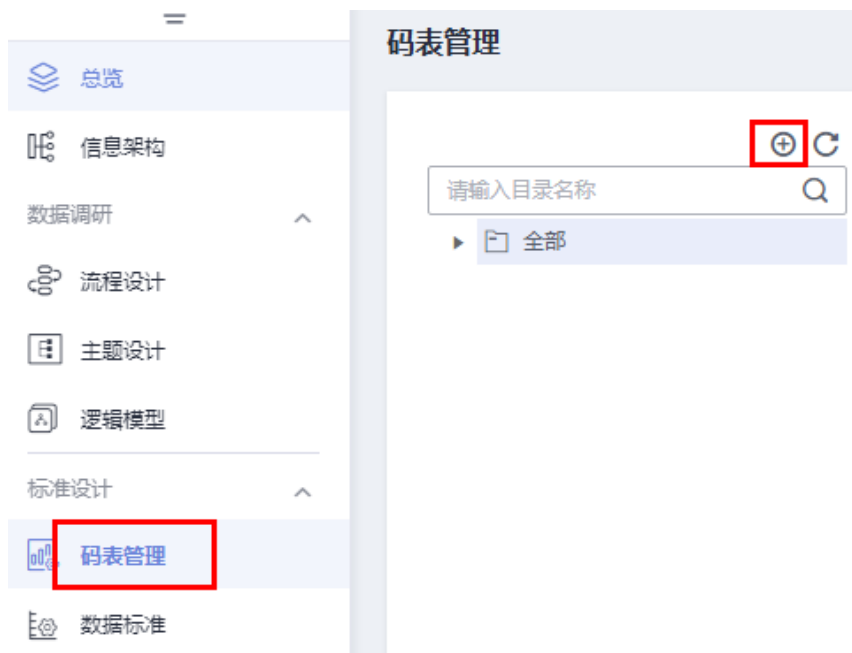 总览
信息架构
数据调研
流程设计
主题设计
逻辑模型
标准设计
码表管理
数据标准
码表管理
请输入目录名称
全部